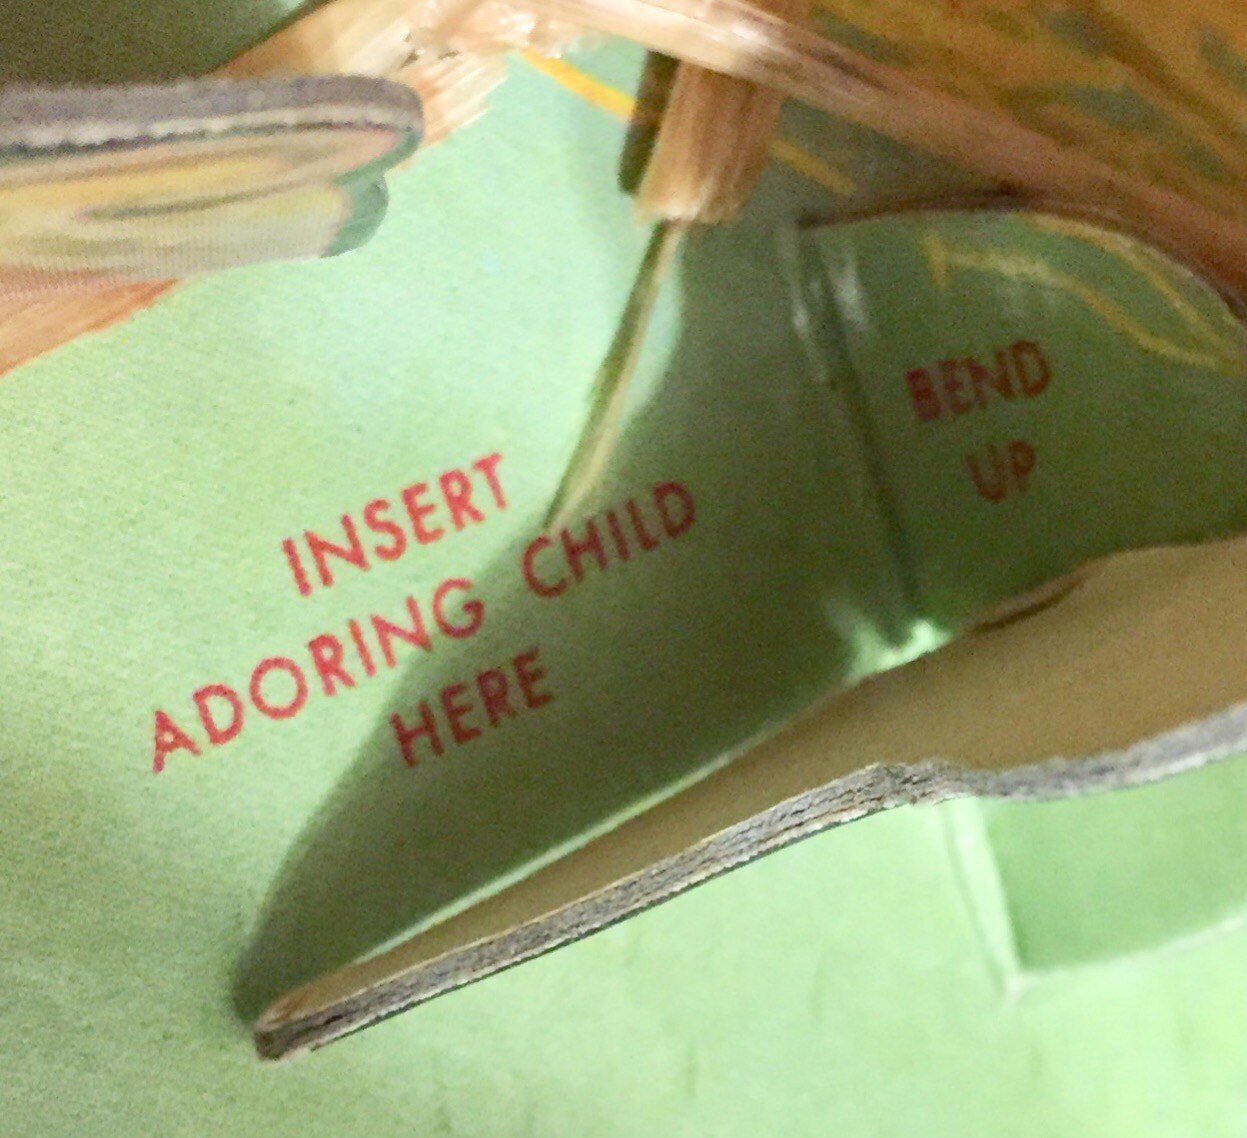 INSERT
ADORING CHILD
HERE
BEND
UP